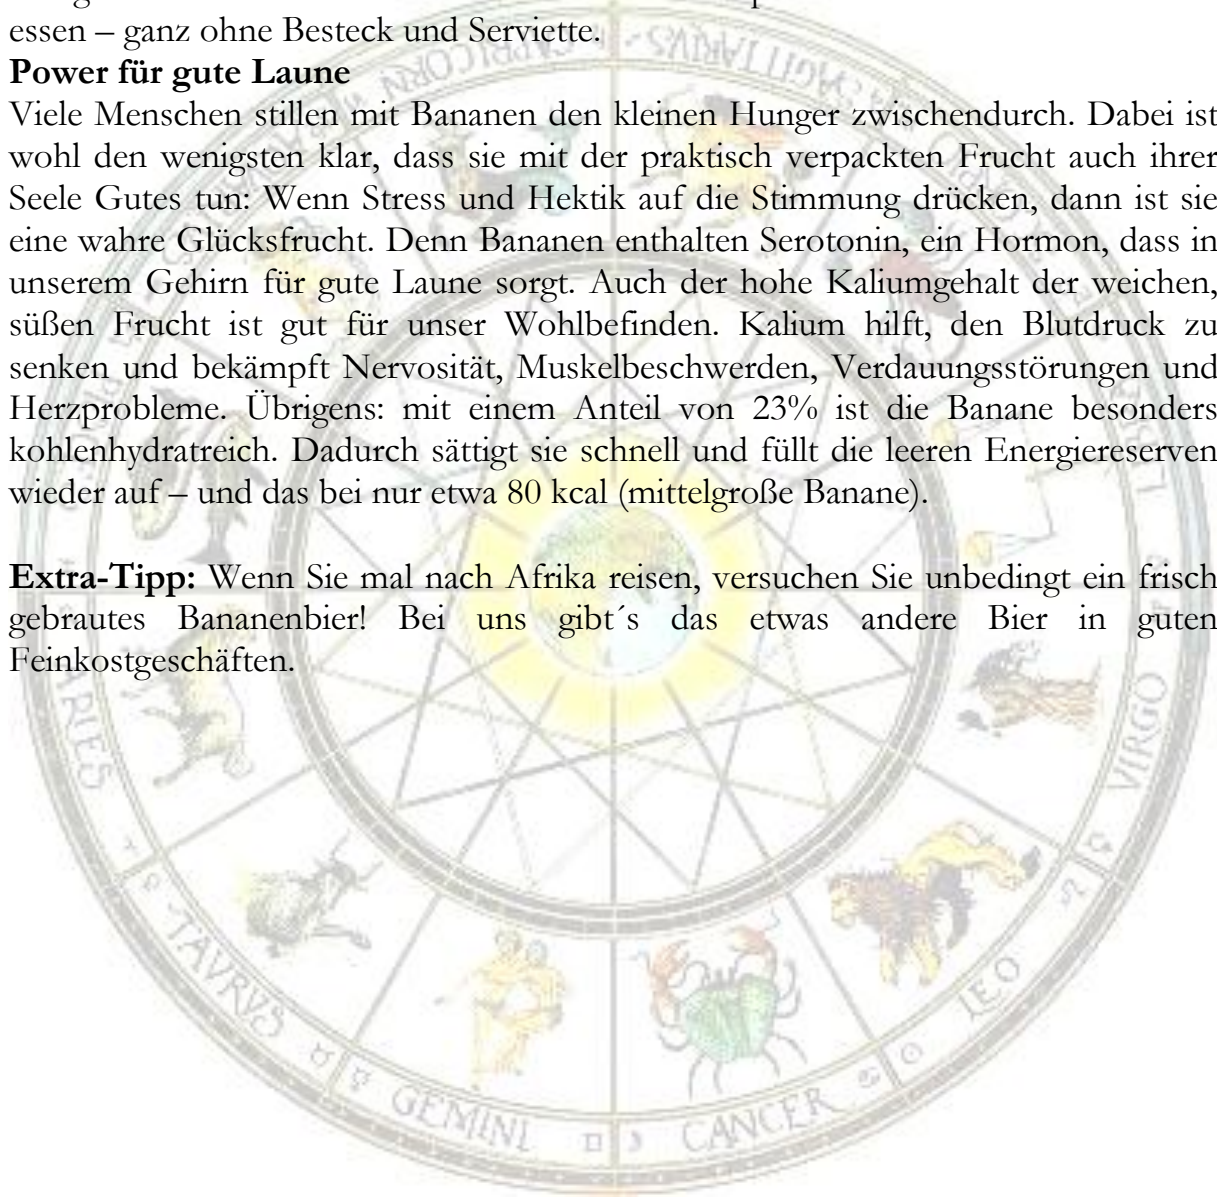 essen – ganz ohne Besteck und Serviette.
Power für gute Laune
Viele Menschen stillen mit Bananen den kleinen Hunger zwischendurch. Dabei ist
wohl den wenigsten klar, dass sie mit der praktisch verpackten Frucht auch ihrer
Seele Gutes tun: Wenn Stress und Hektik auf die Stimmung drücken, dann ist sie
eine wahre Glücksfrucht. Denn Bananen enthalten Serotonin, ein Hormon, dass in
unserem Gehirn für gute Laune sorgt. Auch der hohe Kaliumgehalt der weichen,
süßen Frucht ist gut für unser Wohlbefinden. Kalium hilft, den Blutdruck zu
senken und bekämpft Nervosität, Muskelbeschwerden, Verdauungsstörungen und
Herzprobleme. Übrigens: mit einem Anteil von 23% ist die Banane besonders
kohlenhydratreich. Dadurch sättigt sie schnell und füllt die leeren Energiereserven
wieder auf – und das bei nur etwa 80 kcal (mittelgroße Banane).
Extra-Tipp: Wenn Sie mal nach Afrika reisen, versuchen Sie unbedingt ein frisch
gebrautes Bananenbier! Bei uns gibt´s das etwas andere Bier in guten
Feinkostgeschäften.
CAPRICORN
SAGITTARIVS
ARIES
TAVRVS
GEMINI
CANCER
LEO
VIRGO